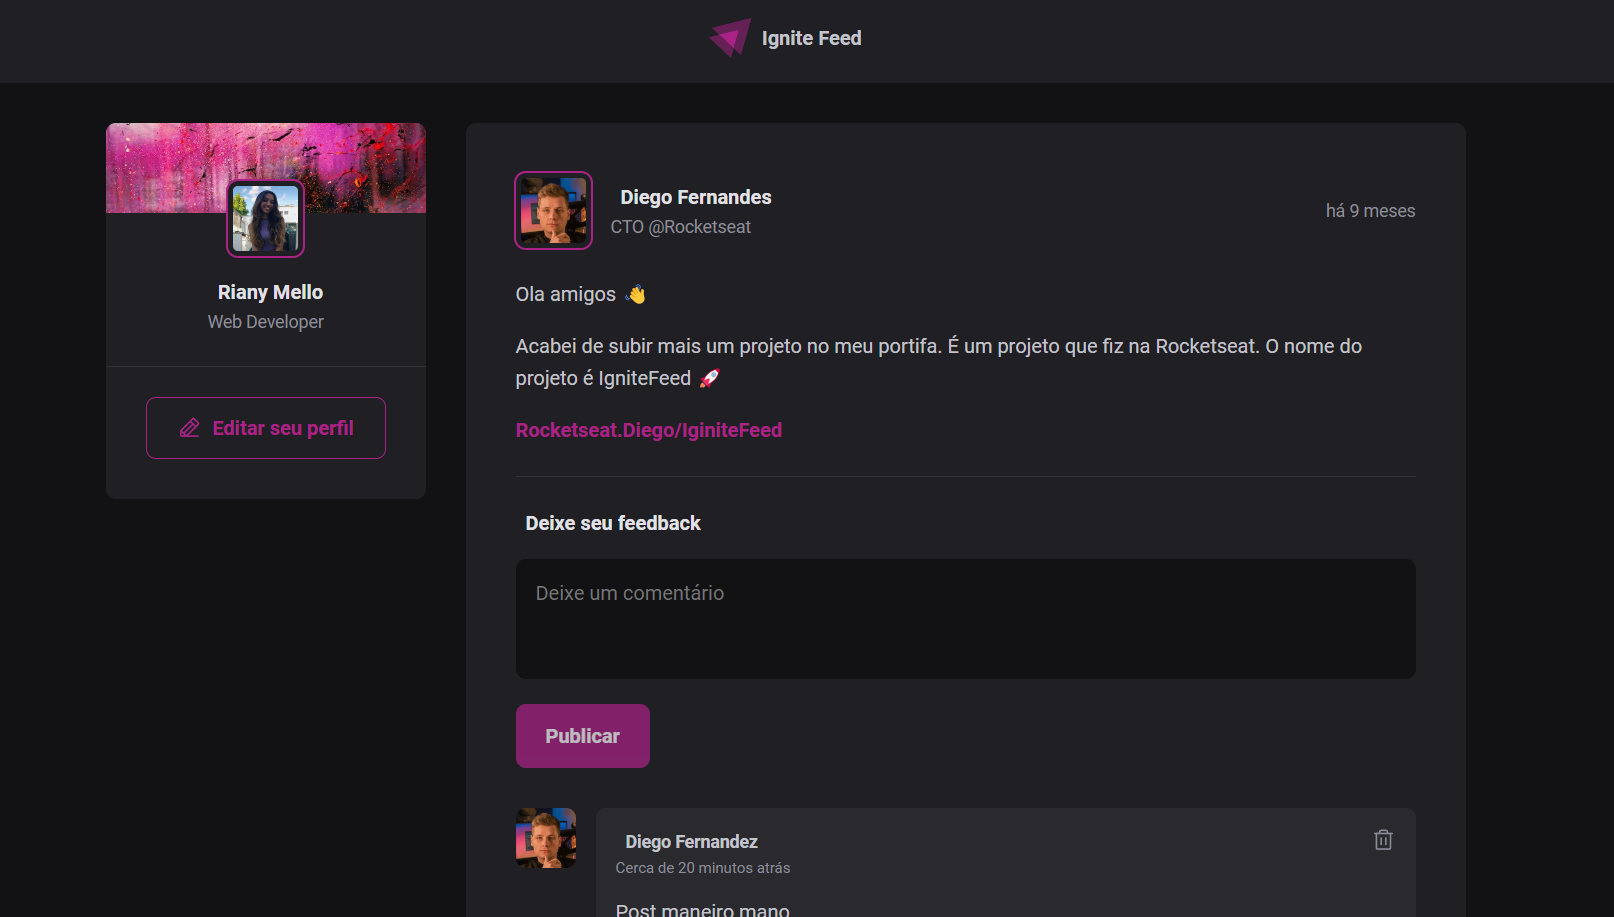 Ignite Feed
Riany Mello
Web Developer
Editar seu perfil
Diego Fernandes
CTO @Rocketseat
há 9 meses
Ola amigos 👋
Acabei de subir mais um projeto no meu portifa. É um projeto que fiz na Rocketseat. O nome do
projeto é IgniteFeed 🚀
Rocketseat.Diego/IginiteFeed
Deixe seu feedback
Deixe um comentário
Publicar
Diego Fernandez
Cerca de 20 minutos atrás
Post maneiro mano